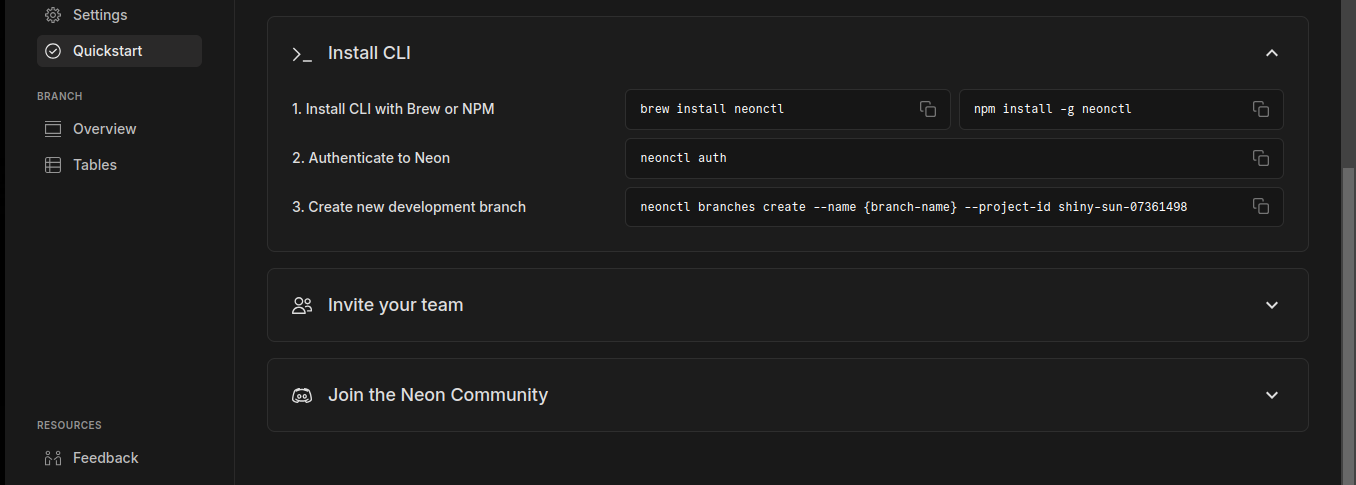 Settings
Quickstart
BRANCH
Overview
Tables
RESOURCES
Feedback
Install CLI
1. Install CLI with Brew or NPM
brew install neonctl
npm install -g neonctl
2. Authenticate to Neon
neonctl auth
3. Create new development branch
neonctl branches create --name {branch-name} --project-id shiny-sun-07361498
Invite your team
Join the Neon Community